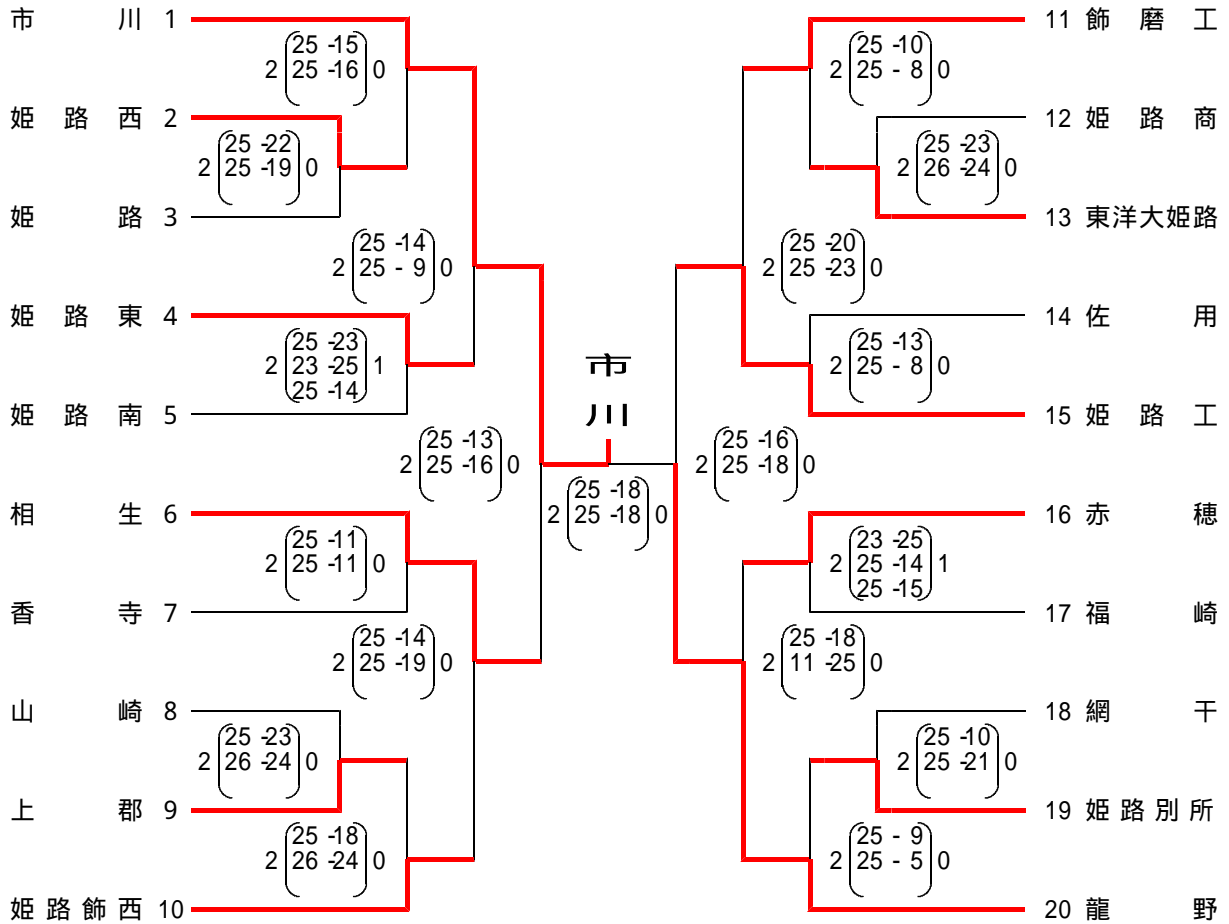 市川 1
2 25 -15 0
25 -16
姫路西 2
2 25 -22 0
25 -19
姫路 3
2 25 -14 0
25 - 9
姫路東 4
2 25 -23 1
23 -25
25 -14
姫路南 5
2 25 -13 0
25 -16
相生 6
2 25 -11 0
25 -11
香寺 7
2 25 -14 0
25 -19
山崎 8
2 25 -23 0
26 -24
上郡 9
2 25 -18 0
26 -24
姫路飾西 10
市川
2 25 -18 0
25 -18
11 飾磨工
2 25 -10 0
25 - 8
12 姫路商
2 25 -23 0
26 -24
13 東洋大姫路
2 25 -20 0
25 -23
14 佐用
2 25 -13 0
25 - 8
15 姫路工
2 25 -16 0
25 -18
16 赤穂
2 23 -25 1
25 -14
25 -15
17 福崎
2 25 -18 0
11 -25
18 網干
2 25 -10 0
25 -21
19 姫路別所
2 25 - 9 0
25 - 5
20 龍野